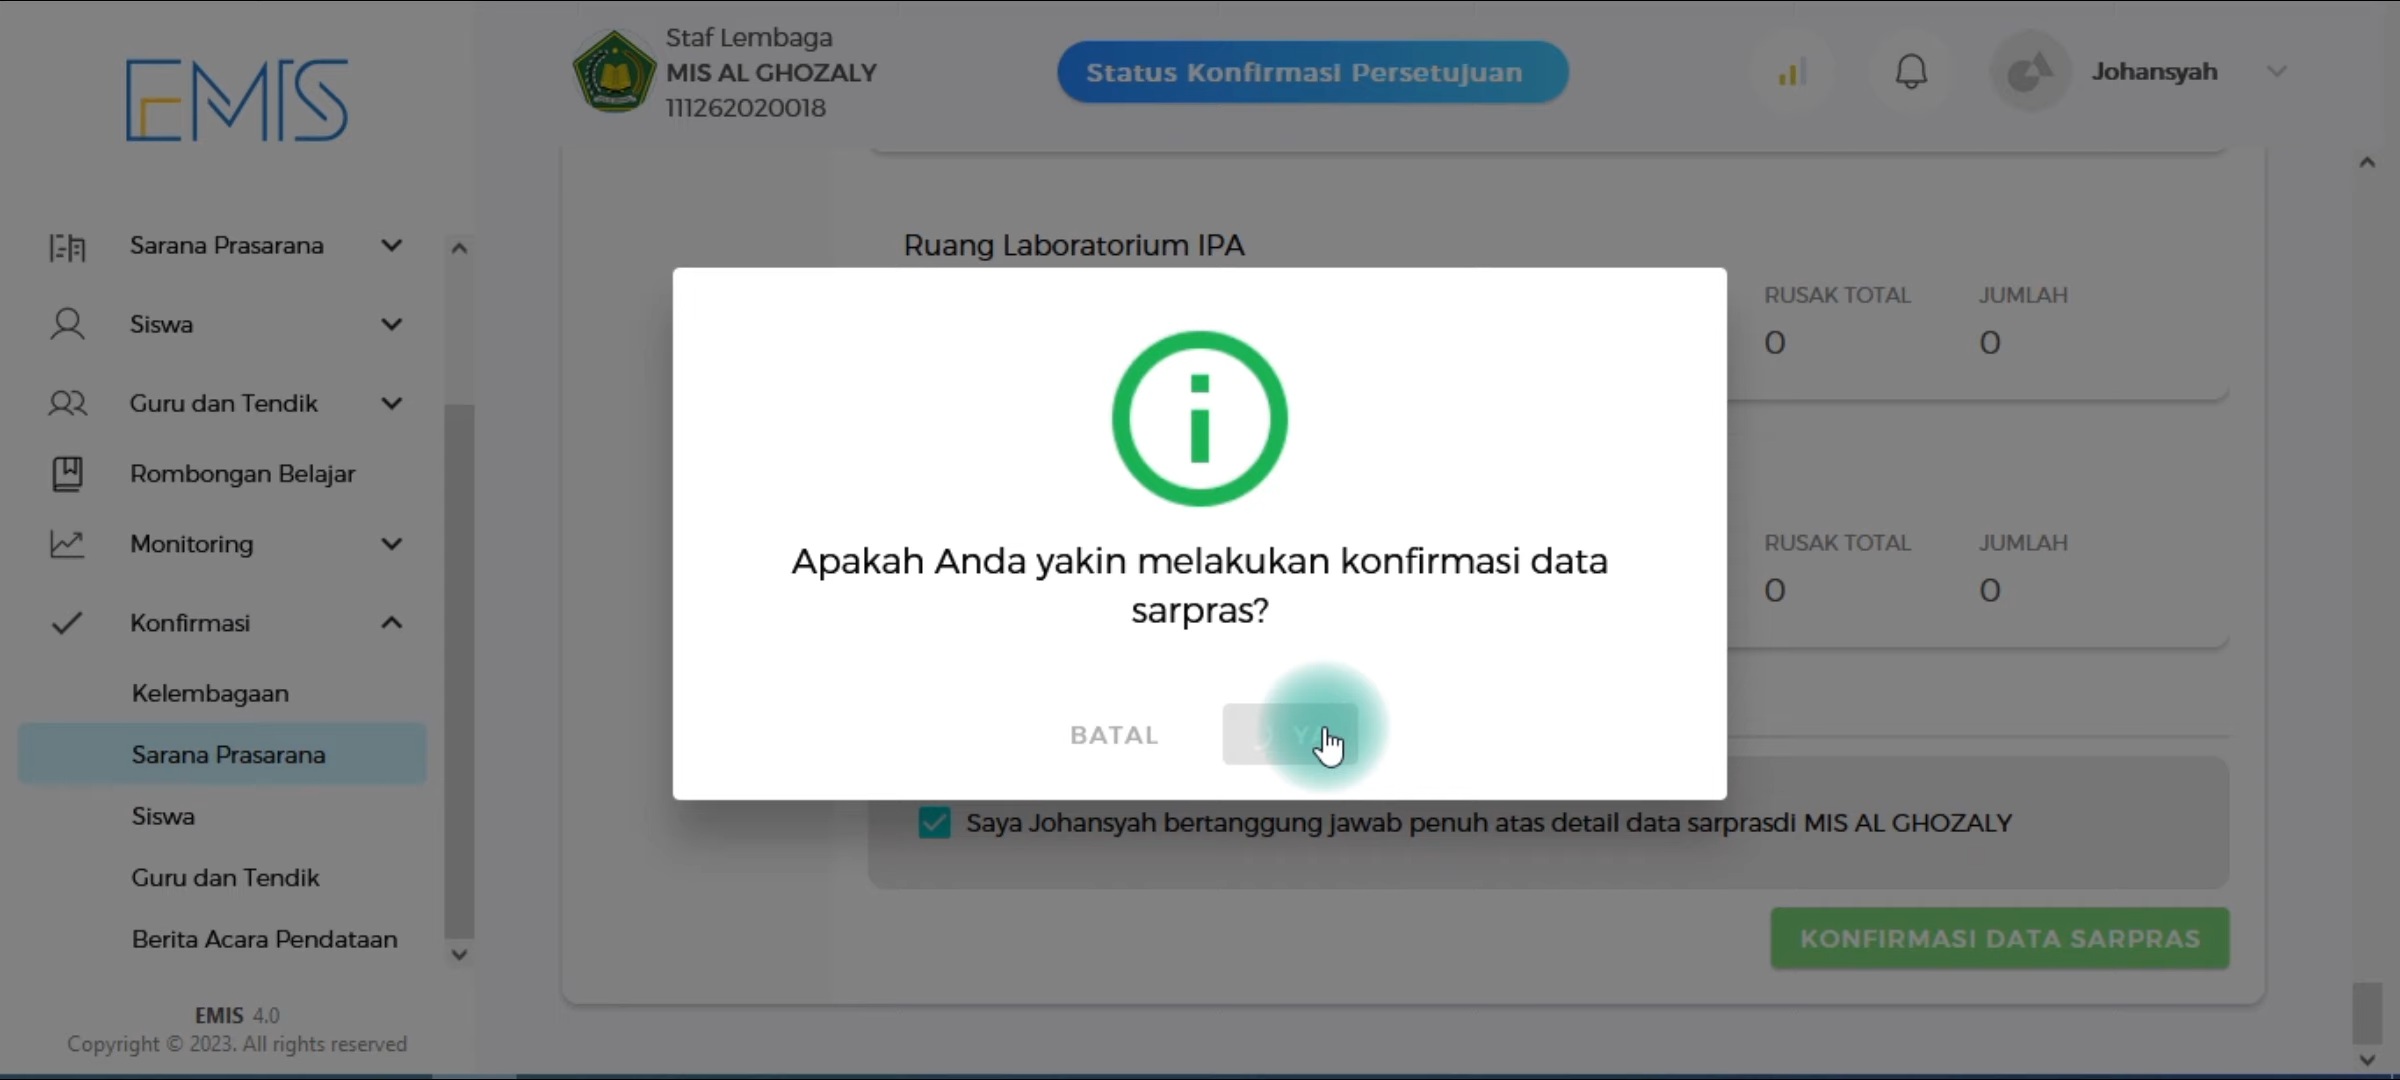 EMIS
Staf Lembaga
MIS AL GHOZALY
111262020018
Status Konfirmasi Persetujuan
Johansyah
Sarana Prasarana
Siswa
Guru dan Tendik
Rombongan Belajar
Monitoring
Konfirmasi
Kelembagaan
Sarana Prasarana
Siswa
Guru dan Tendik
Berita Acara Pendataan
EMIS 4.0
Copyright © 2023. All rights reserved
Ruang Laboratorium IPA
RUSAK TOTAL JUMLAH
0 0
RUSAK TOTAL JUMLAH
0 0
Apakah Anda yakin melakukan konfirmasi data
sarpras?
BATAL YA
Saya Johansyah bertanggung jawab penuh atas detail data sarprasdi MIS AL GHOZALY
KONFIRMASI DATA SARPRAS